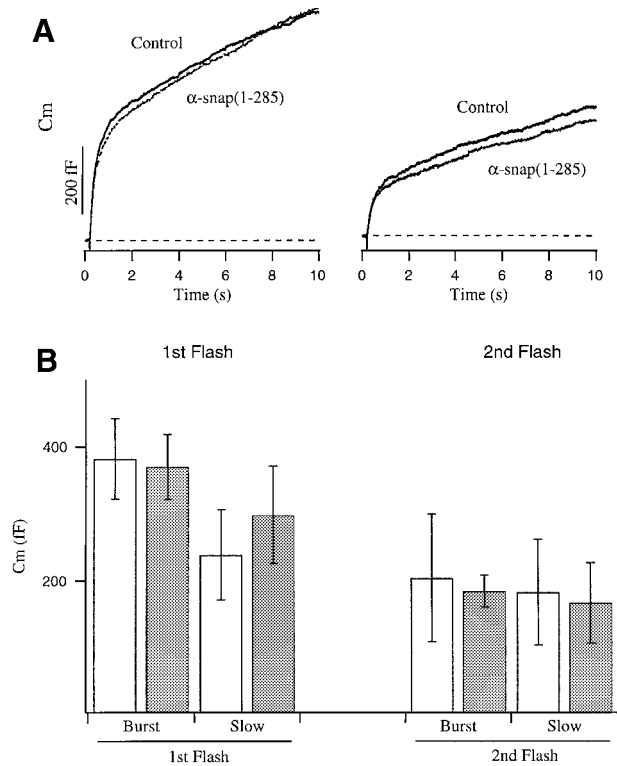 A
Control
α-snap(1-285)
Cm
200 fF
0 2 4 6 8 10
Time (s)
Control
α-snap(1-285)
0 2 4 6 8 10
Time (s)
B
1st Flash
2nd Flash
400
200
Cm (fF)
Burst Slow
1st Flash
Burst Slow
2nd Flash